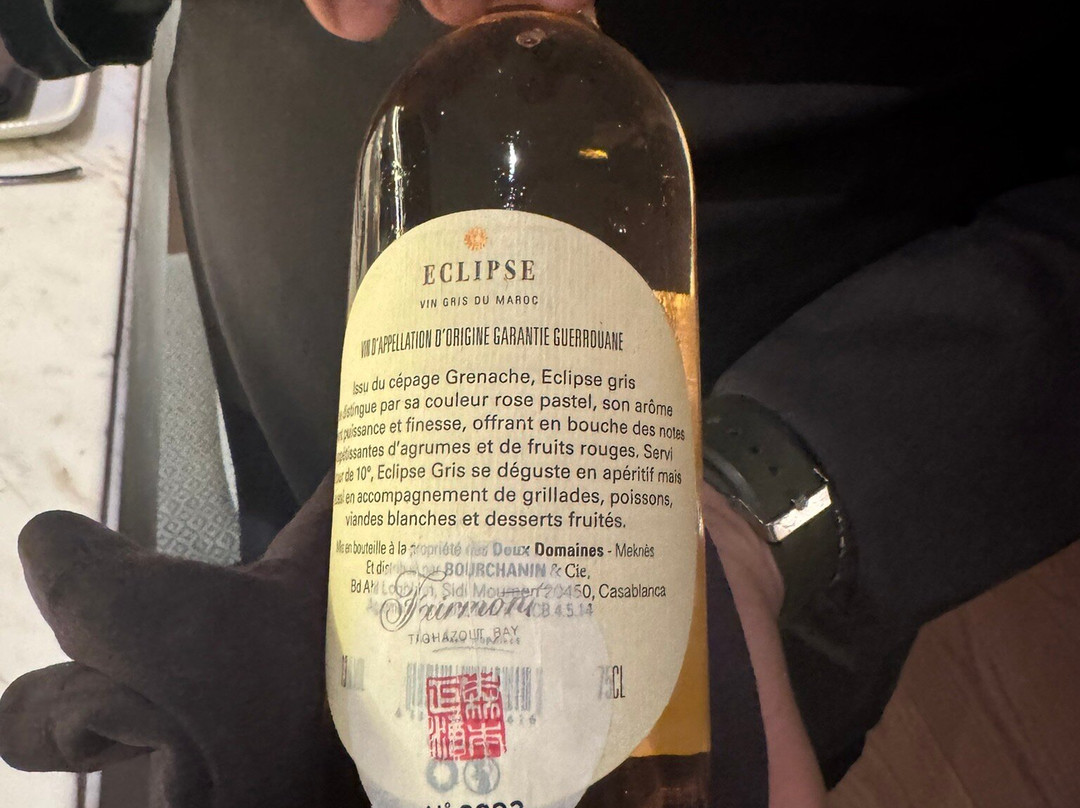 ECLIPSE
VIN GRIS DU MAROC
VIN D'APPELLATION D'ORIGINE GARANTIE GUERROUANE
Issu du cépage Grenache, Eclipse gris
distingue par sa couleur rose pastel, son arôme
puissance et finesse, offrant en bouche des notes
d'agrumes et de fruits rouges. Servi
de 10°, Eclipse Gris se déguste en apéritif mais
en accompagnement de grillades, poissons,
viandes blanches et desserts fruités.
Mis en bouteille à la propriété des Deux Domaines - Meknès
Et distribué par BOURCHANIN & Cie,
Bd Sidi Moumen 20450, Casablanca
CB 4.5.14
Fairmont
TAGHAZOUT BAY
75CL